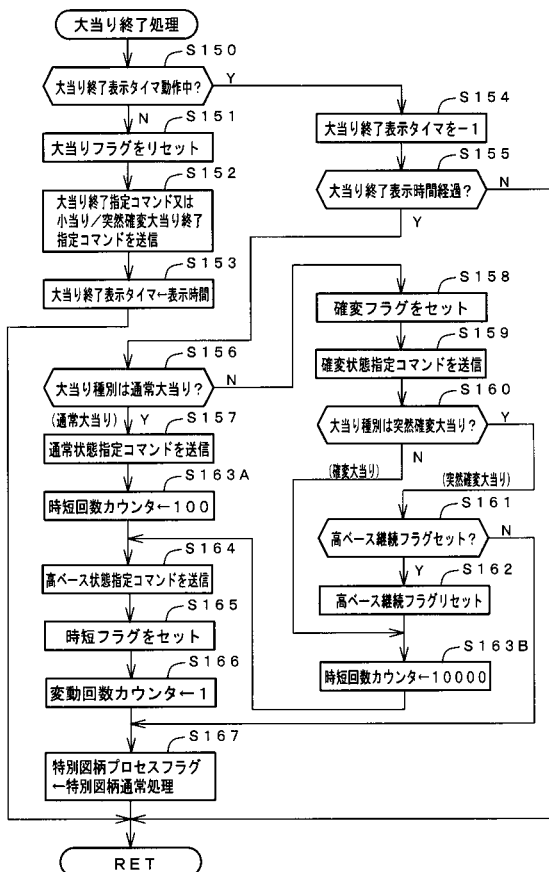 大当り終了処理
S150
大当り終了表示タイマ動作中?
Y
N
S151
大当りフラグをリセット
S152
大当り終了指定コマンド又は
小当り/突然確変大当り終了
指定コマンドを送信
S153
大当り終了表示タイマ←表示時間
S154
大当り終了表示タイマを−1
S155
大当り終了表示時間経過?
N
Y
S156
大当り種別は通常大当り?
N
(通常大当り)
Y
S157
通常状態指定コマンドを送信
S163A
時短回数カウンタ←100
S164
高ベース状態指定コマンドを送信
S165
時短フラグをセット
S166
変動回数カウンタ←1
S167
特別図柄プロセスフラグ
←特別図柄通常処理
S158
確変フラグをセット
S159
確変状態指定コマンドを送信
S160
大当り種別は突然確変大当り?
Y
(確変大当り)
N
(突然確変大当り)
S161
高ベース継続フラグセット?
N
Y
S162
高ベース継続フラグリセット
S163B
時短回数カウンタ←10000
RET